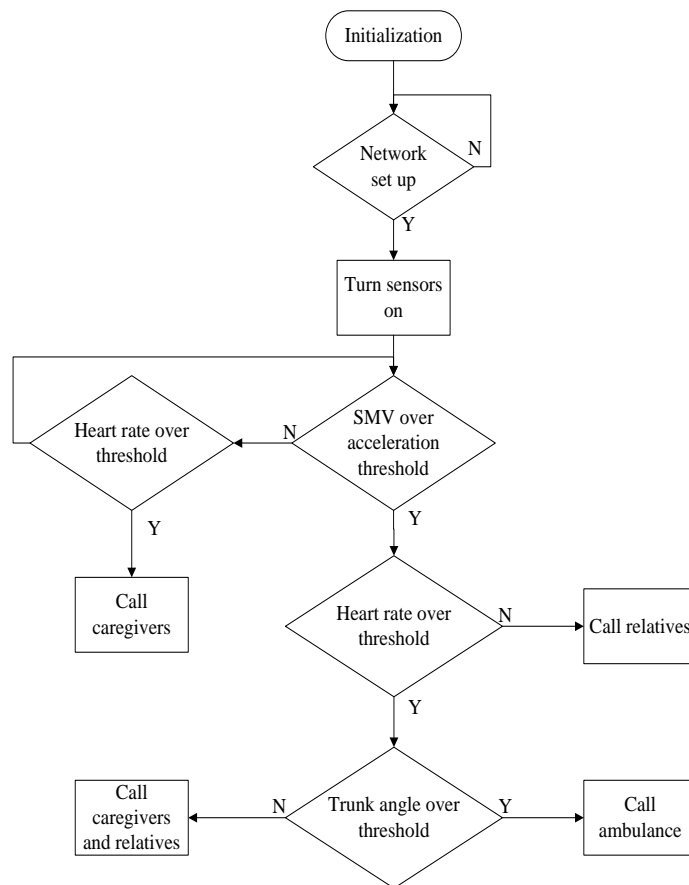 Initialization
Network
set up
N
Y
Turn sensors
on
SMV over
acceleration
threshold
N
Heart rate over
threshold
Y
Call
caregivers
Y
Heart rate over
threshold
N
Call relatives
Y
Trunk angle over
threshold
N
Call
caregivers
and relatives
Y
Call
ambulance